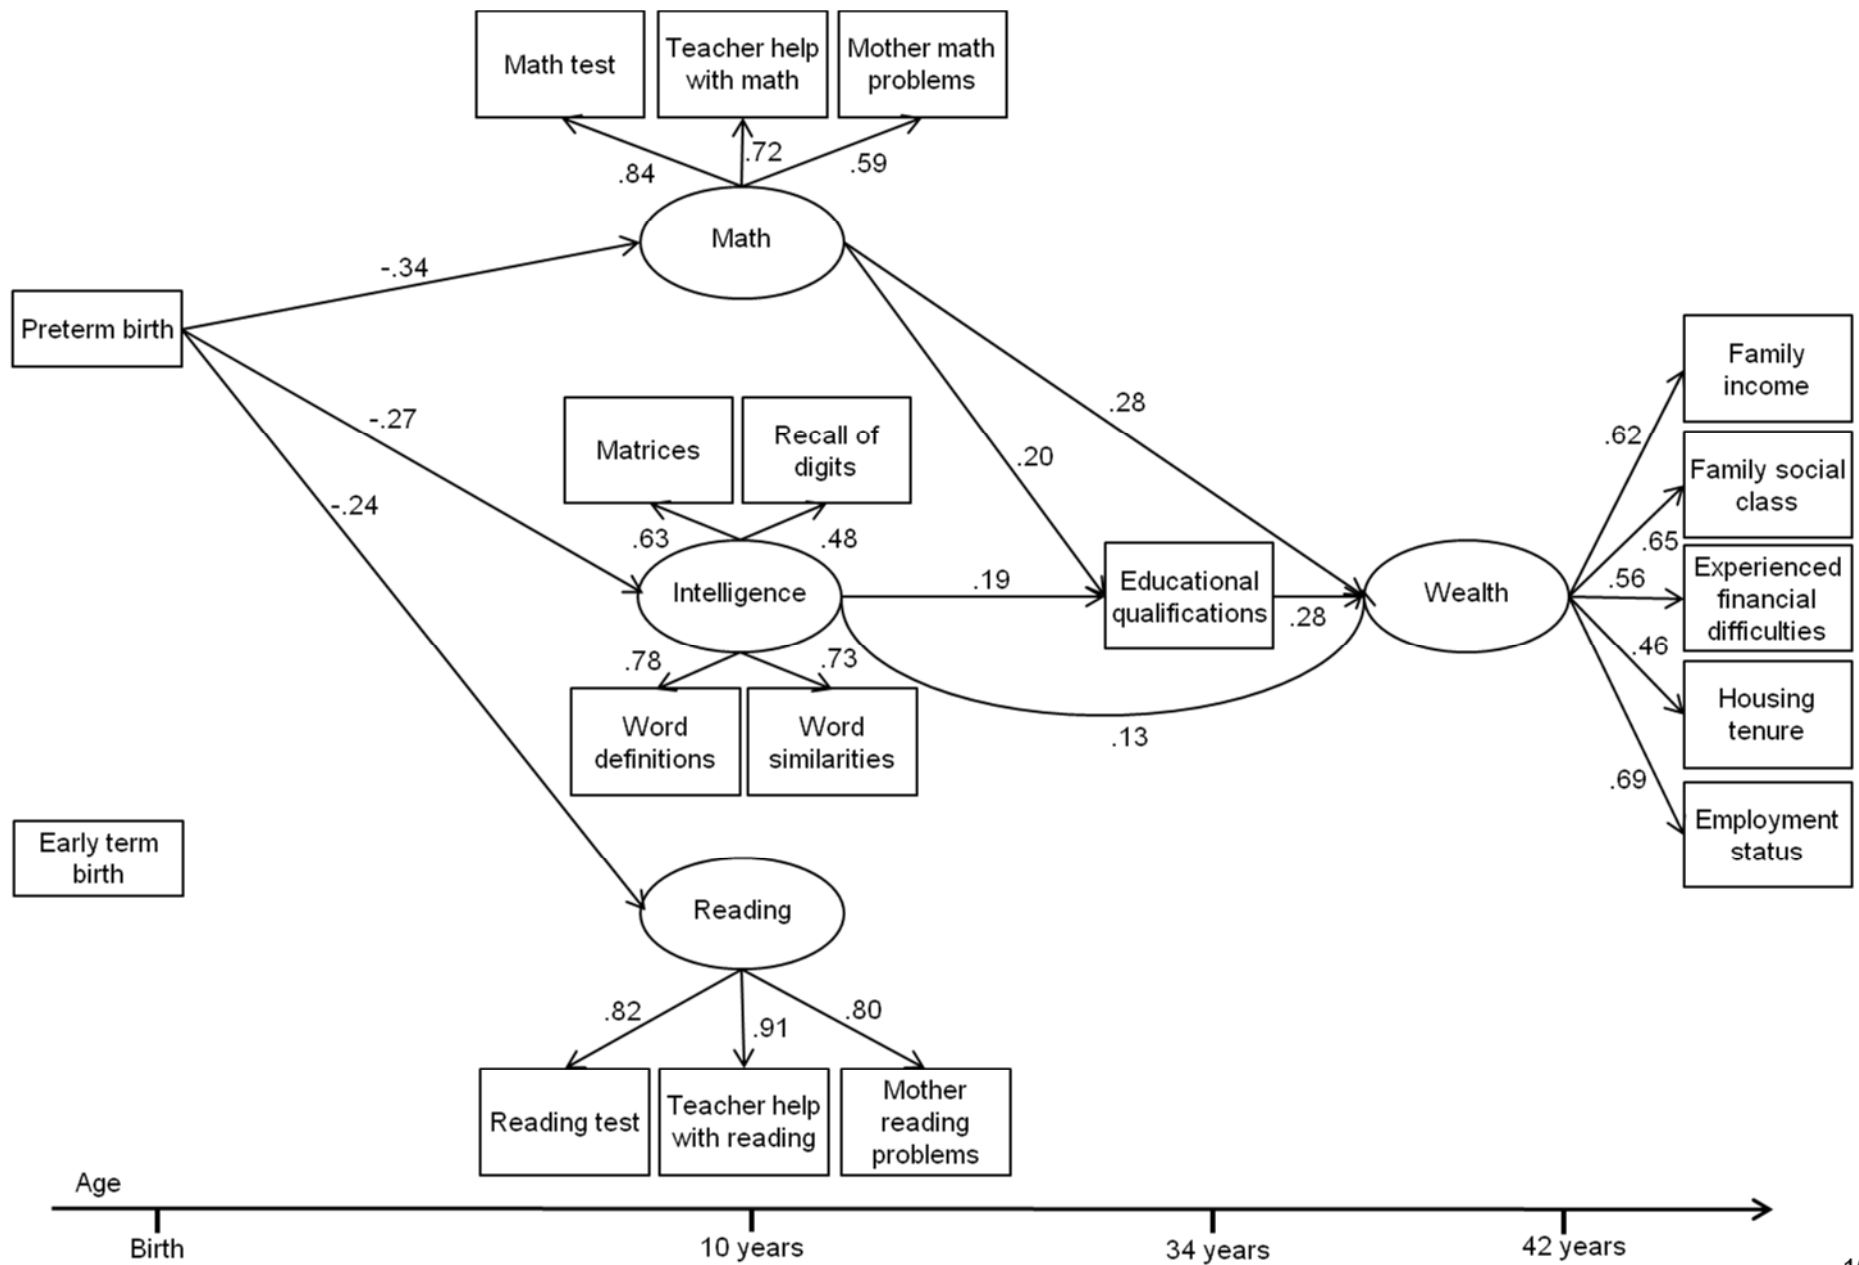 Math test
Teacher help
with math
Mother math
problems
.84
.72
.59
Math
-.34
Preterm birth
-.27
-.24
Matrices
Recall of
digits
.63
.48
Intelligence
.78
.73
Word
definitions
Word
similarities
.28
.20
.19
Educational
qualifications
.28
.13
Wealth
.62
.65
.56
.46
.69
Family
income
Family social
class
Experienced
financial
difficulties
Housing
tenure
Employment
status
Early term
birth
Reading
.82
.91
.80
Reading test
Teacher help
with reading
Mother
reading
problems
Age
Birth
10 years
34 years
42 years